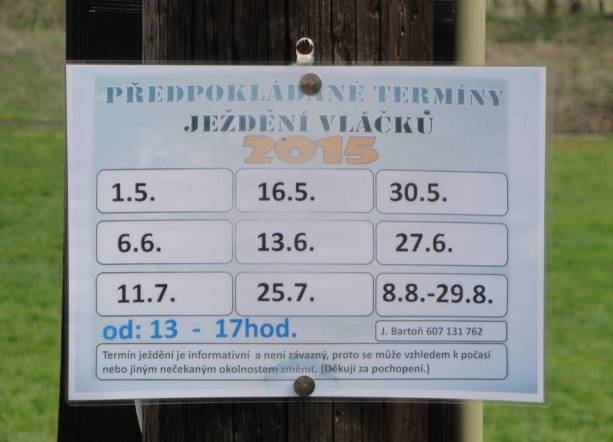 PŘEDPOKLÁDANÉ TERMÍNY
JEŽDĚNÍ VLÁČKŮ
2015
1.5. 16.5. 30.5.
6.6. 13.6. 27.6.
11.7. 25.7. 8.8.-29.8.
od: 13 - 17hod. J. Bartoň 607 131 762
Termín ježdění je informativní a není závazný, proto se může vzhledem k počasí
nebo jiným nečekaným okolnostem změnit. (Děkuji za pochopení.)